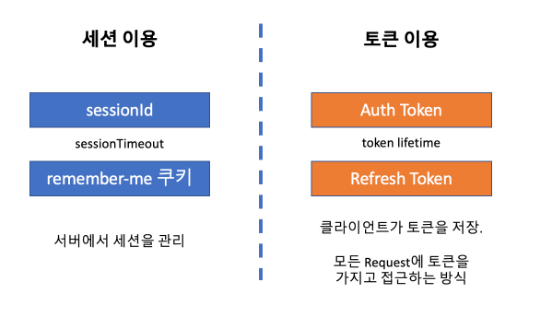 세션 이용
sessionId
sessionTimeout
remember-me 쿠키
서버에서 세션을 관리
토큰 이용
Auth Token
token lifetime
Refresh Token
클라이언트가 토큰을 저장.
모든 Request에 토큰을
가지고 접근하는 방식